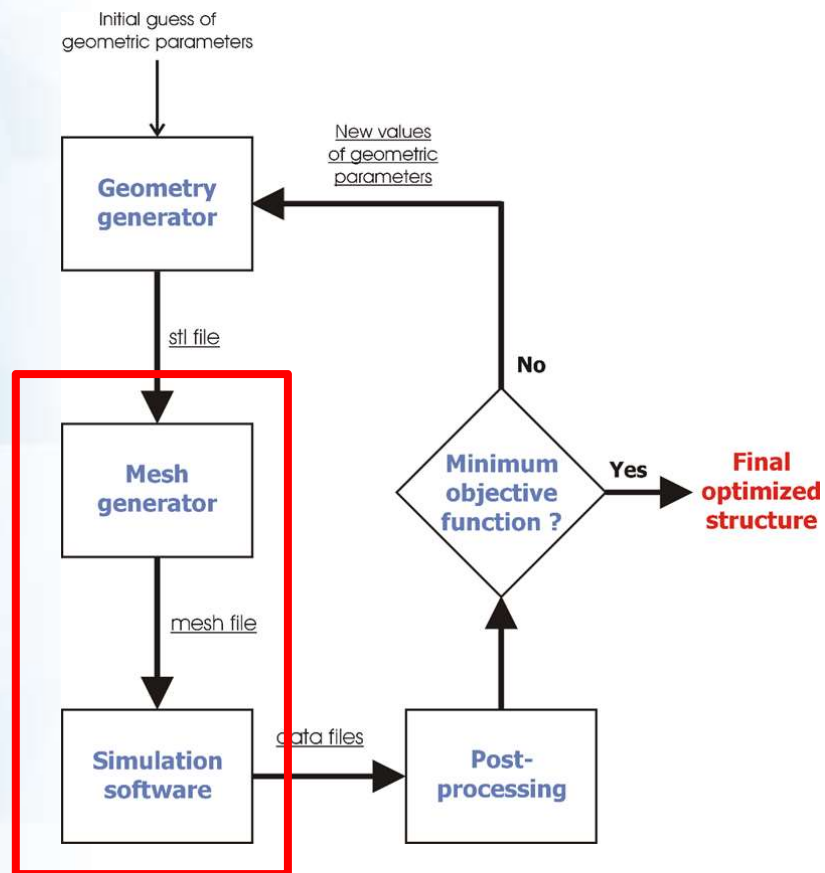 Initial guess of
geometric parameters
New values
of geometric
parameters
Geometry
generator
stl file
No
Mesh
generator
Minimum
objective
function ?
Yes
Final
optimized
structure
mesh file
Simulation
software
data files
Post-
processing